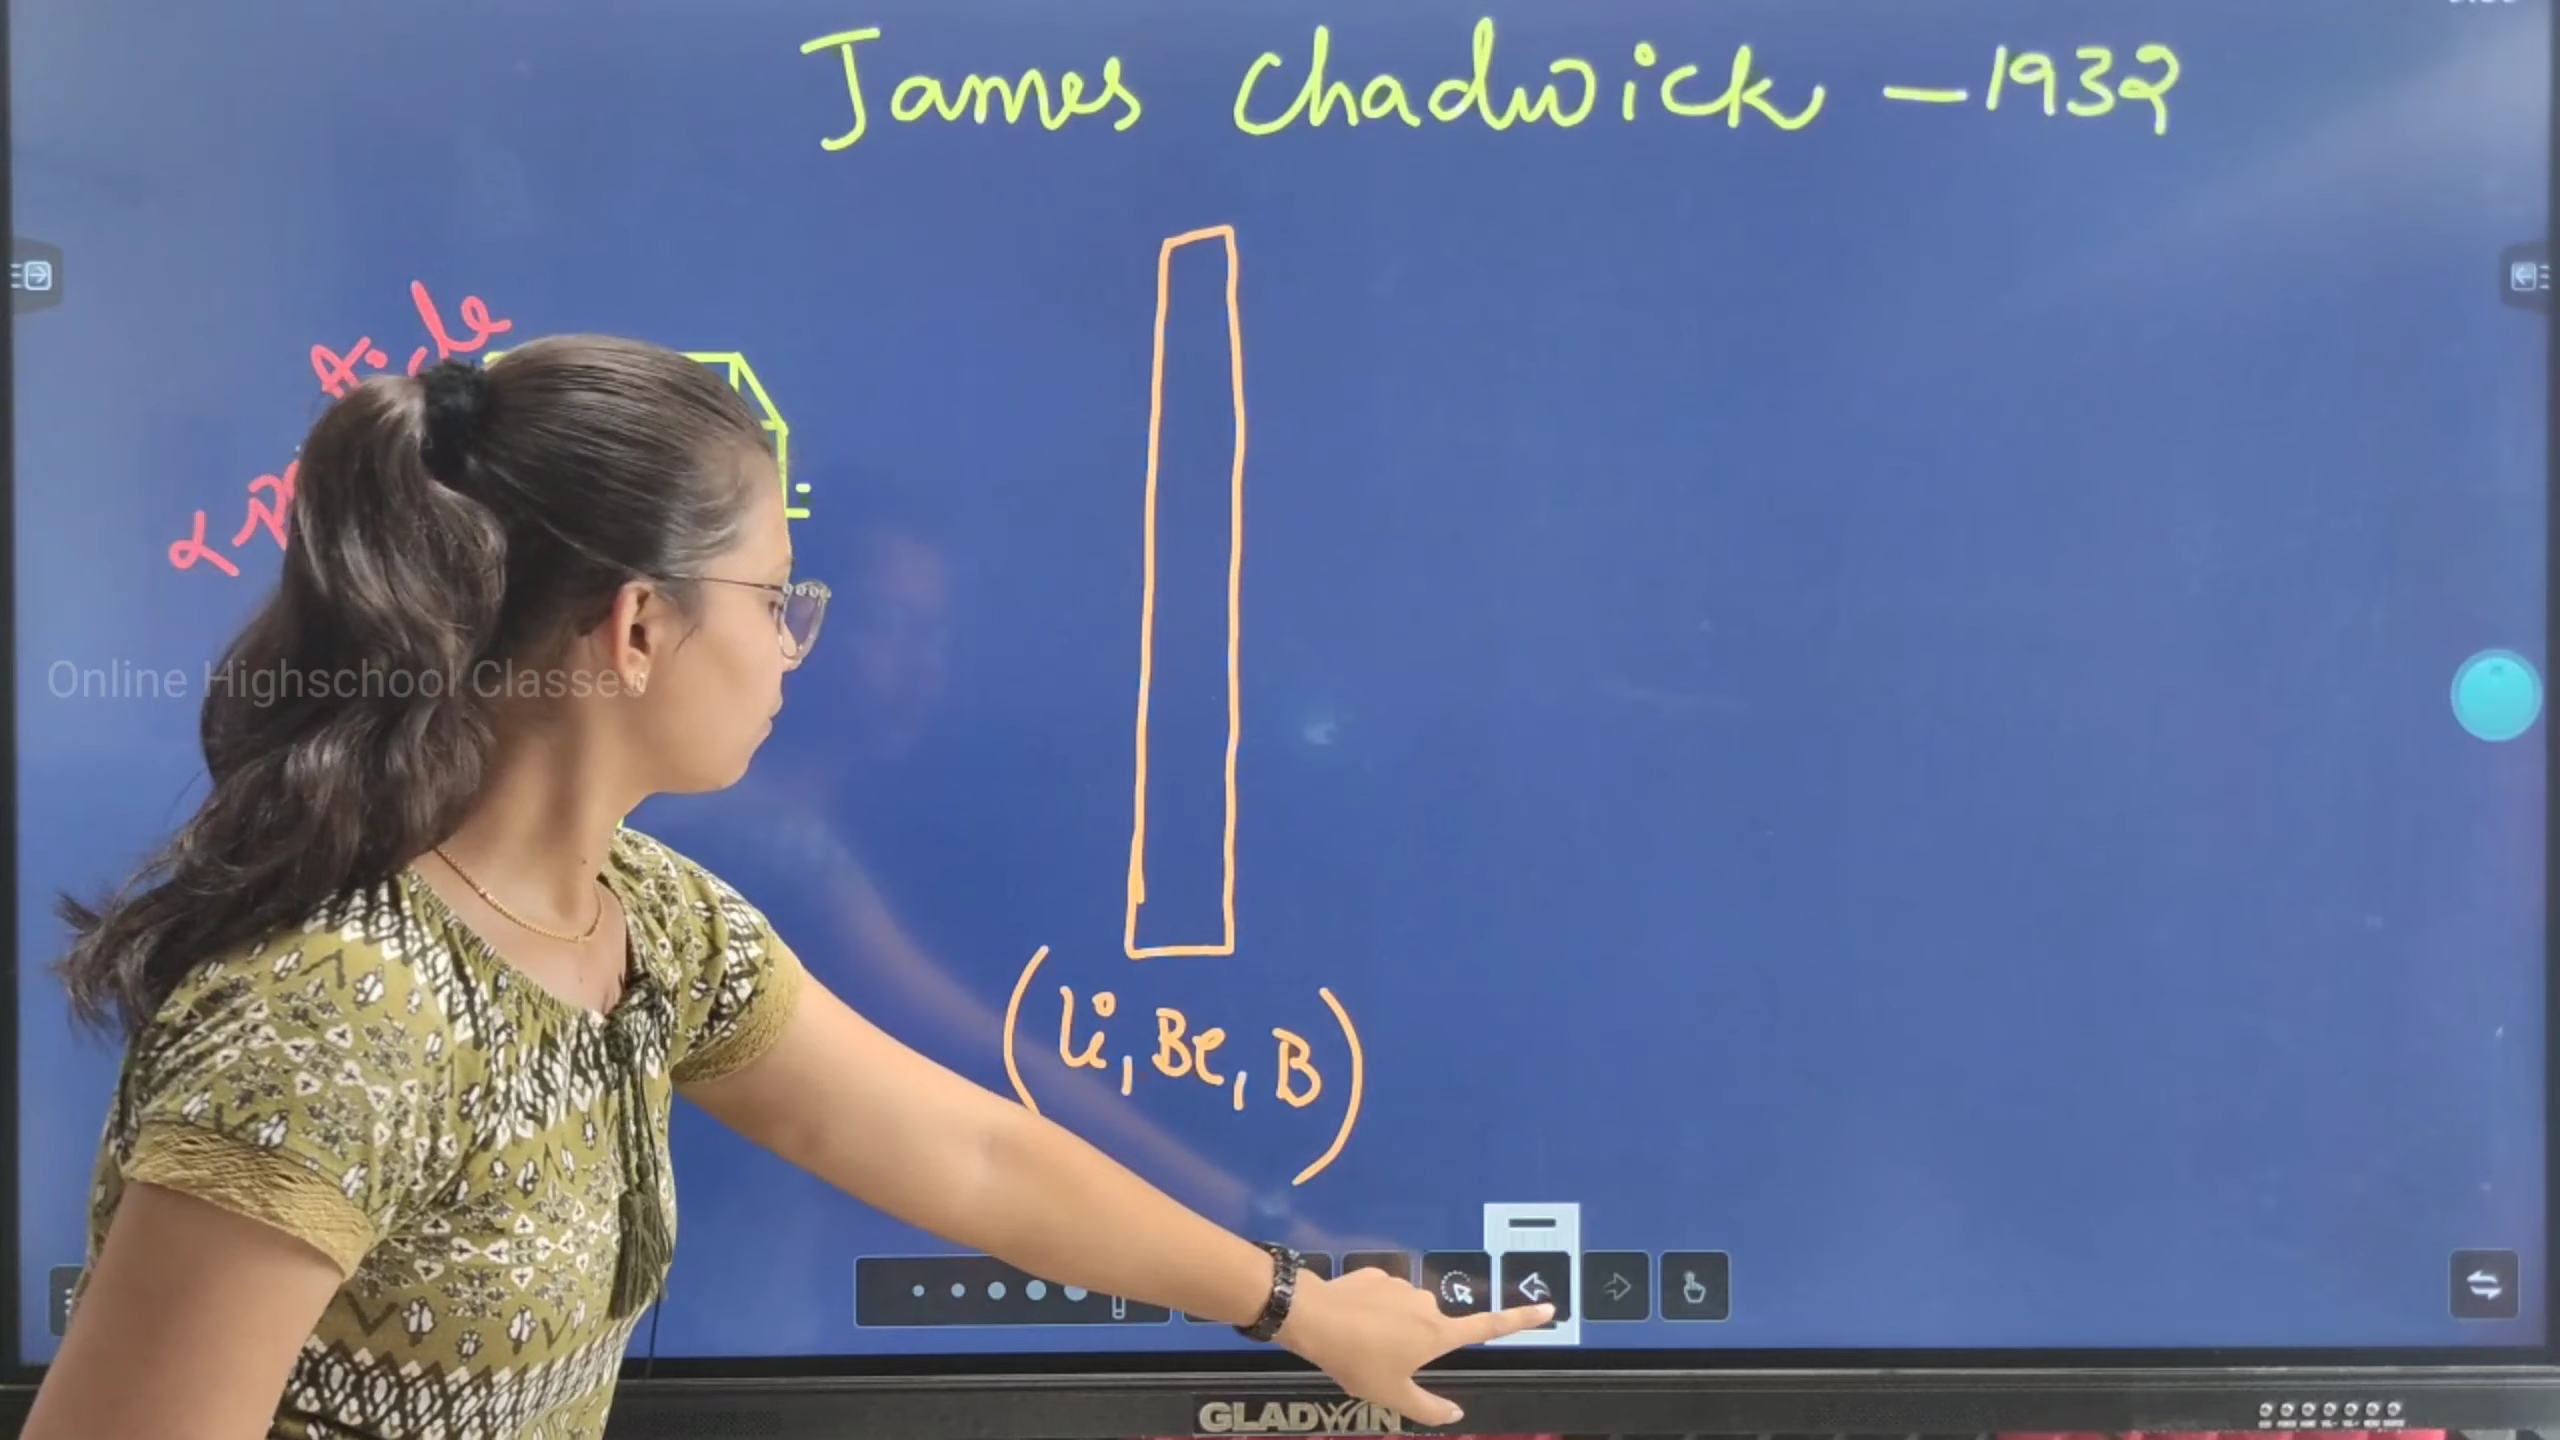 James Chadwick – 1932
Online Highschool Classes
(Li, Be, B)
GLADWIN